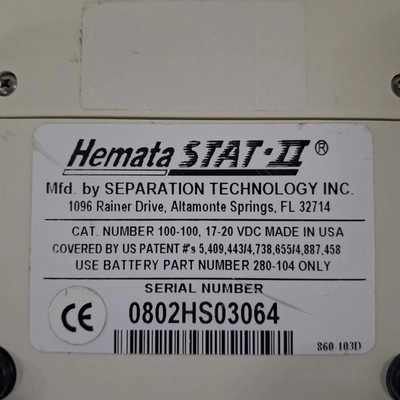 Hemata STAT·II®
Mfd. by SEPARATION TECHNOLOGY INC.
1096 Rainer Drive, Altamonte Springs, FL 32714
CAT. NUMBER 100-100, 17-20 VDC MADE IN USA
COVERED BY US PATENT #'s 5,409,443/4,738,655/4,887,458
USE BATTERY PART NUMBER 280-104 ONLY
SERIAL NUMBER
CE 0802HS03064
860-103D